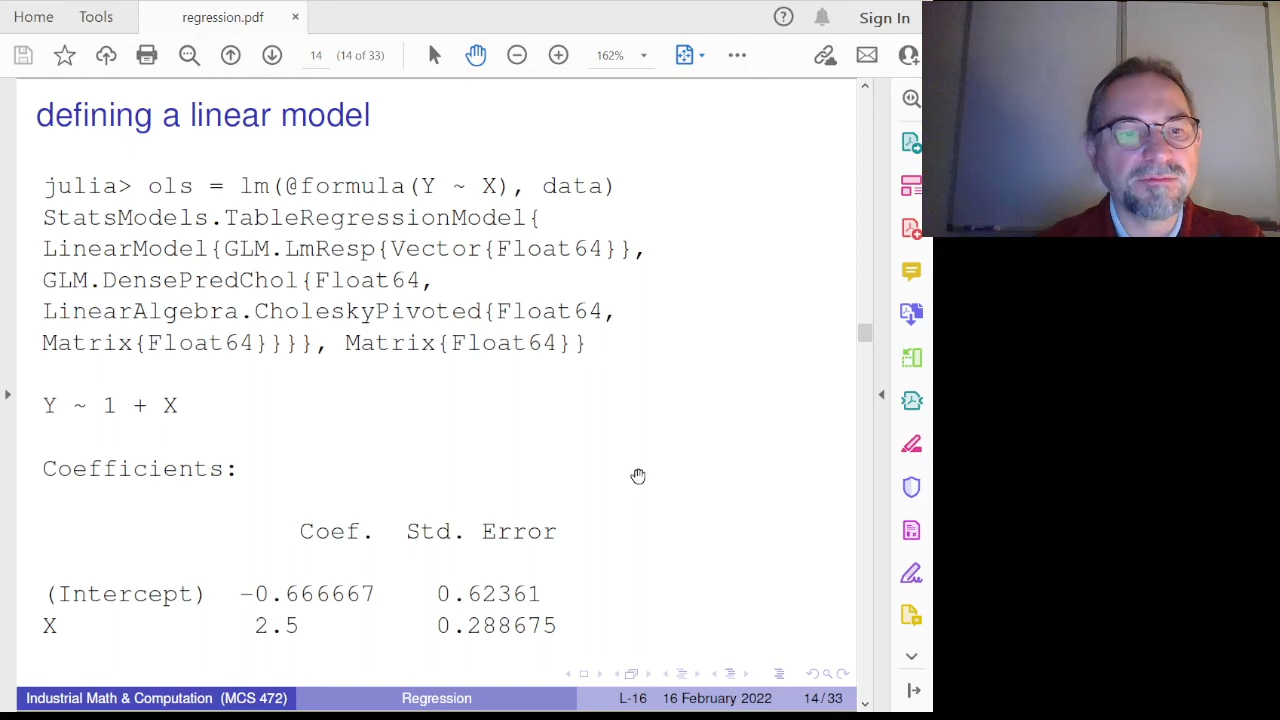 Home Tools regression.pdf × Sign In
14 (14 of 33) 162%
defining a linear model
julia> ols = lm(@formula(Y ~ X), data)
StatsModels.TableRegressionModel{
LinearModel{GLM.LmResp{Vector{Float64}},
GLM.DensePredChol{Float64,
LinearAlgebra.CholeskyPivoted{Float64,
Matrix{Float64}}}}, Matrix{Float64}}
Y ~ 1 + X
Coefficients:
Coef. Std. Error
(Intercept) −0.666667 0.62361
X 2.5 0.288675
Industrial Math & Computation (MCS 472) Regression L-16 16 February 2022 14 / 33